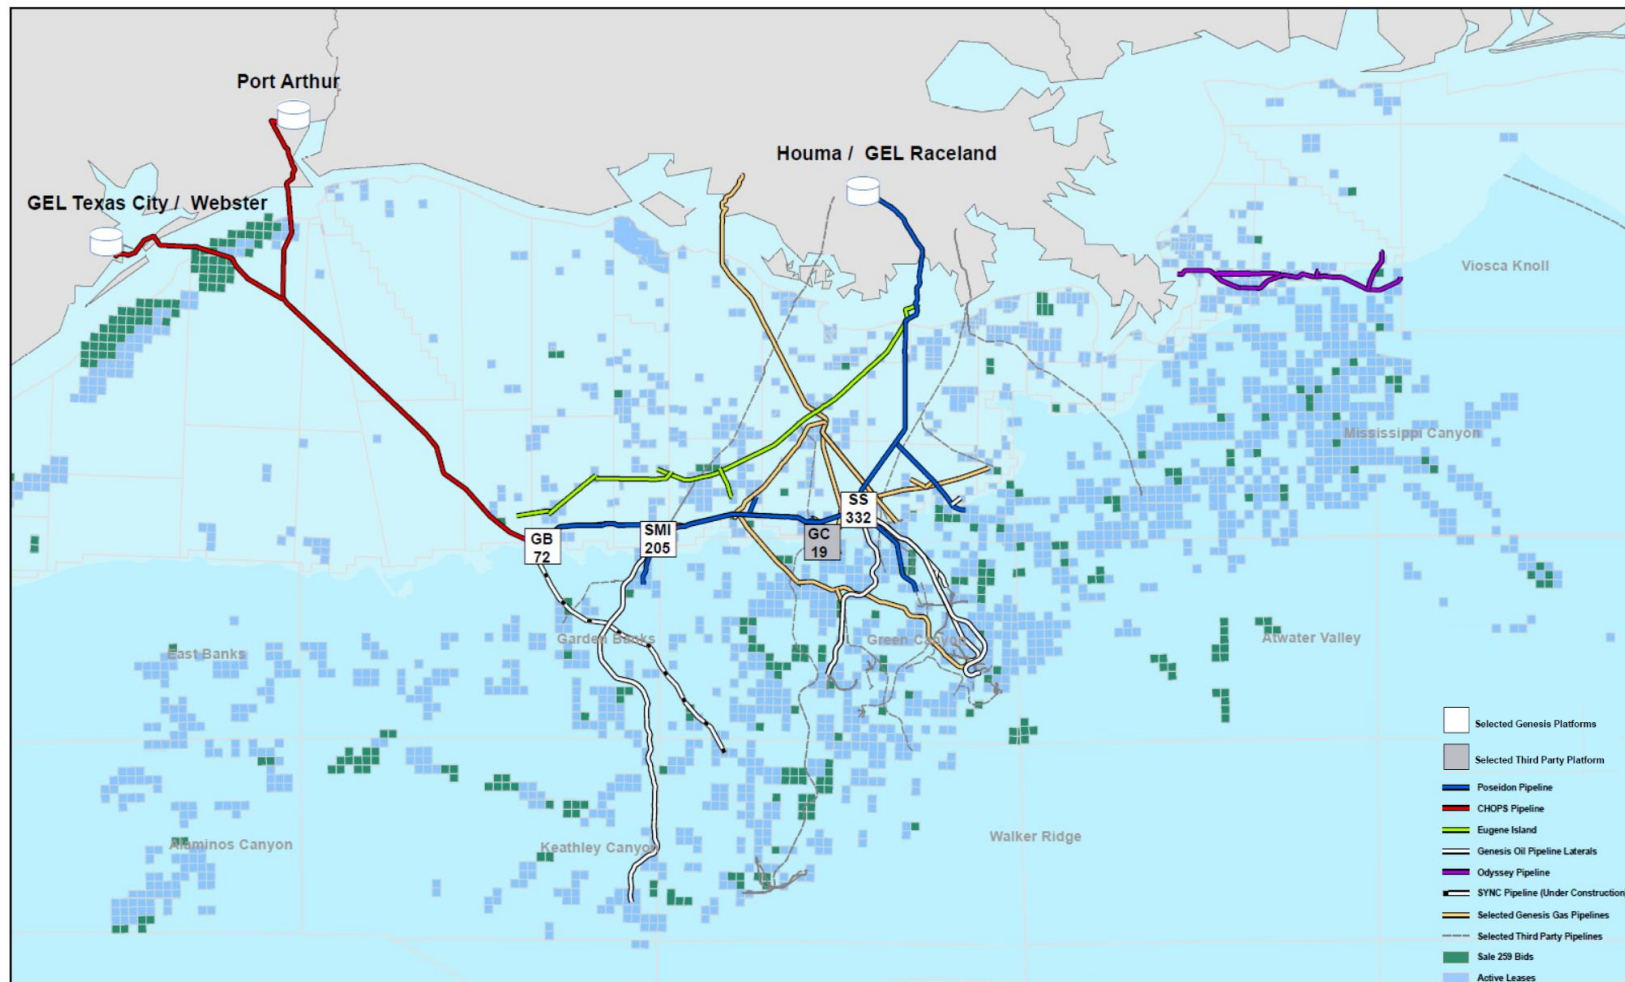 Port Arthur
Houma /  GEL Raceland
GEL Texas City /  Webster
Viosca Knoll
Mississippi Canyon
SS
332
SMI
205
GC
19
GB
72
Garden Banks
Green Canyon
Atwater Valley
East Banks
Walker Ridge
Alaminos Canyon
Keathley Canyon
Selected Genesis Platforms
Selected Third Party Platform
Poseidon Pipeline
CHOPS Pipeline
Eugene Island
Genesis Oil Pipeline Laterals
Odyssey Pipeline
SYNC Pipeline (Under Construction)
Selected Genesis Gas Pipelines
Selected Third Party Pipelines
Sale 259 Bids
Active Leases